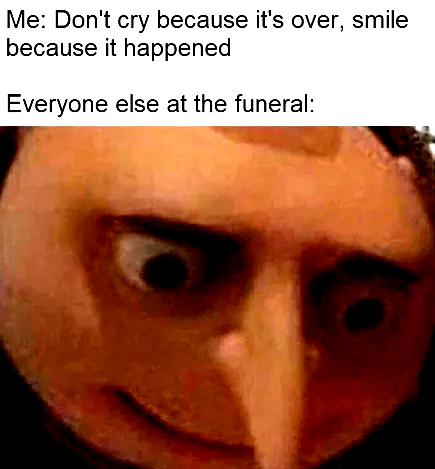 Me: Don't cry because it's over, smile
because it happened
Everyone else at the funeral: